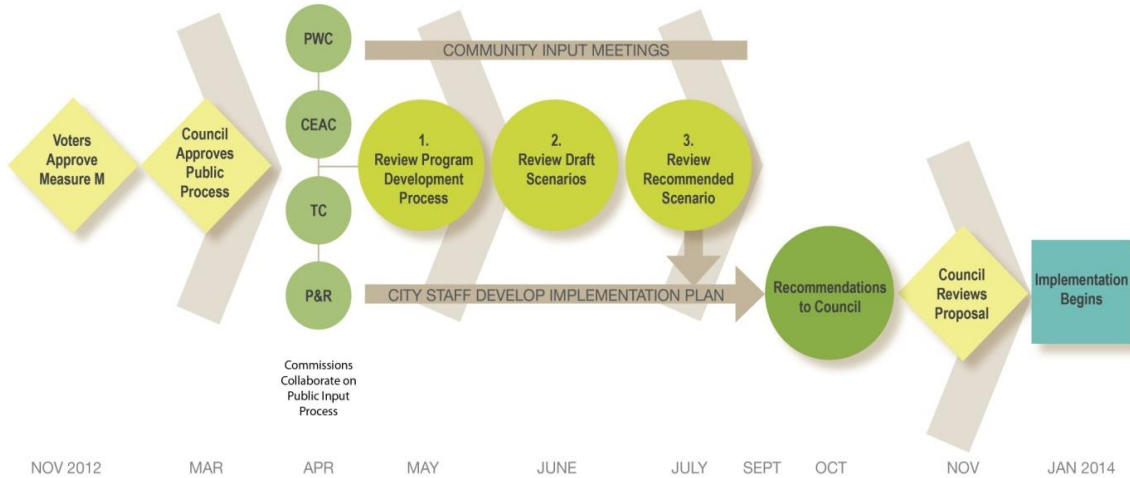 Voters
Approve
Measure M
Council
Approves
Public
Process
PWC
CEAC
TC
P&R
Commissions
Collaborate on
Public Input
Process
COMMUNITY INPUT MEETINGS
1.
Review Program
Development
Process
2.
Review Draft
Scenarios
3.
Review
Recommended
Scenario
CITY STAFF DEVELOP IMPLEMENTATION PLAN
Recommendations
to Council
Council
Reviews
Proposal
Implementation
Begins
NOV 2012
MAR
APR
MAY
JUNE
JULY
SEPT
OCT
NOV
JAN 2014